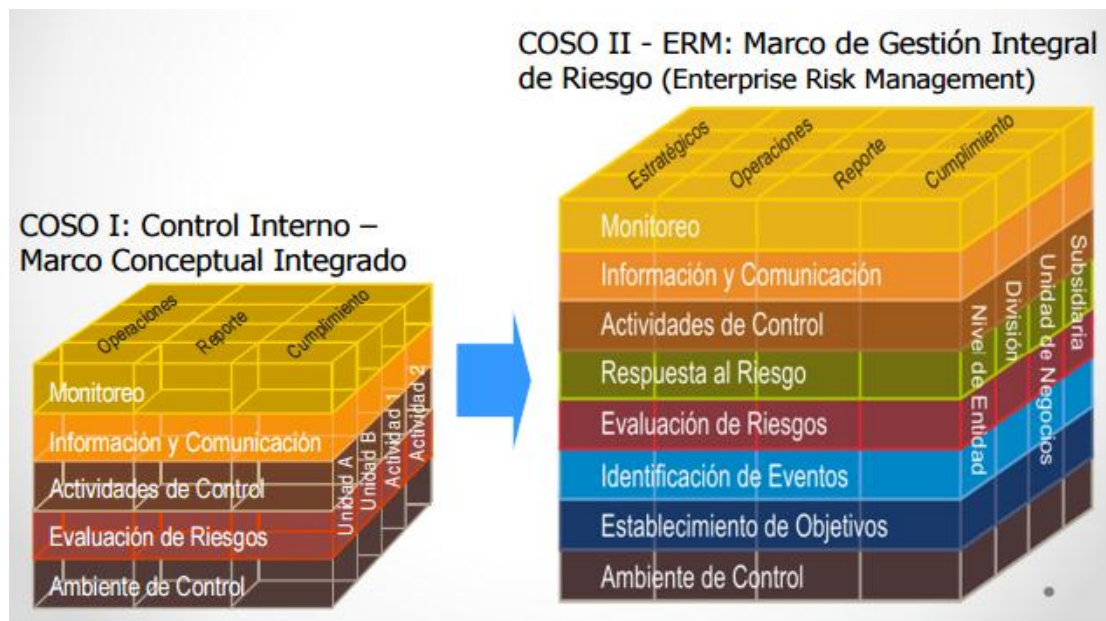 COSO II - ERM: Marco de Gestión Integral
de Riesgo (Enterprise Risk Management)
Estratégicos
Operaciones
Reporte
Cumplimiento
Monitoreo
Información y Comunicación
Actividades de Control
Respuesta al Riesgo
Evaluación de Riesgos
Identificación de Eventos
Establecimiento de Objetivos
Ambiente de Control
Nivel de Entidad
División
Unidad de Negocios
Subsidiaria
COSO I: Control Interno –
Marco Conceptual Integrado
Operaciones
Reporte
Cumplimiento
Monitoreo
Información y Comunicación
Actividades de Control
Evaluación de Riesgos
Ambiente de Control
Unidad A
Unidad B
Actividad 1
Actividad 2